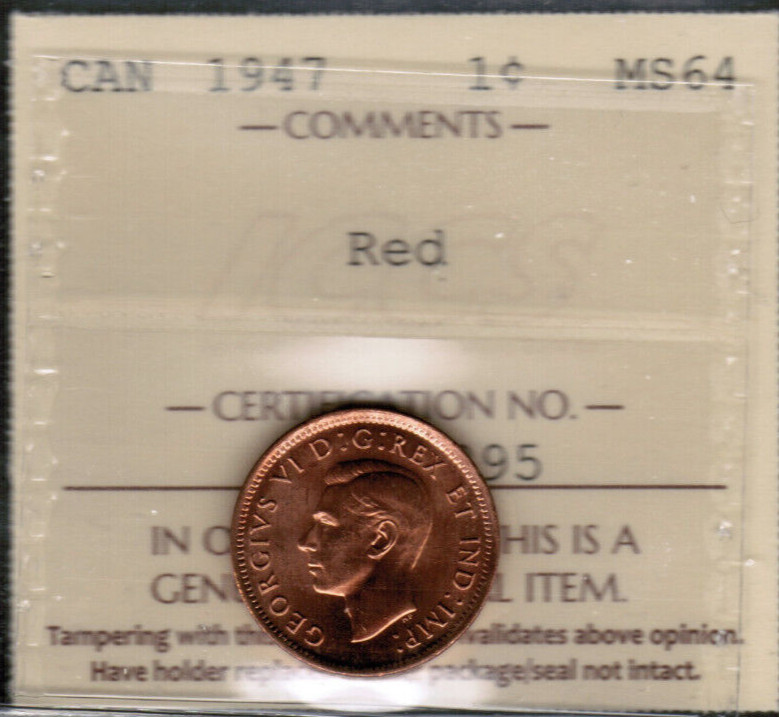 CAN 1947 1¢ MS64
— COMMENTS —
Red
ICCS
— CERTIFICATION NO. —
95
IN O HIS IS A
GEN L ITEM.
Tampering with th validates above opinion.
Have holder repl package/seal not intact.
GEORGIVS VI D:G:REX ET IND:IMP: